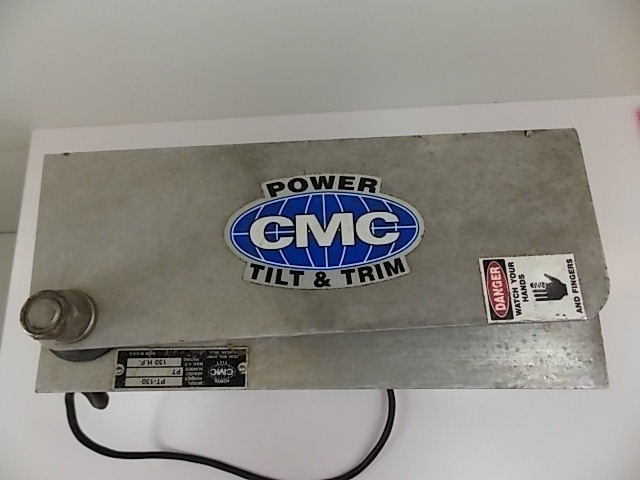 POWER
CMC
TILT & TRIM
DANGER
WATCH YOUR
HANDS
AND FINGERS
CMC
PT-130
PT
130 H.P.